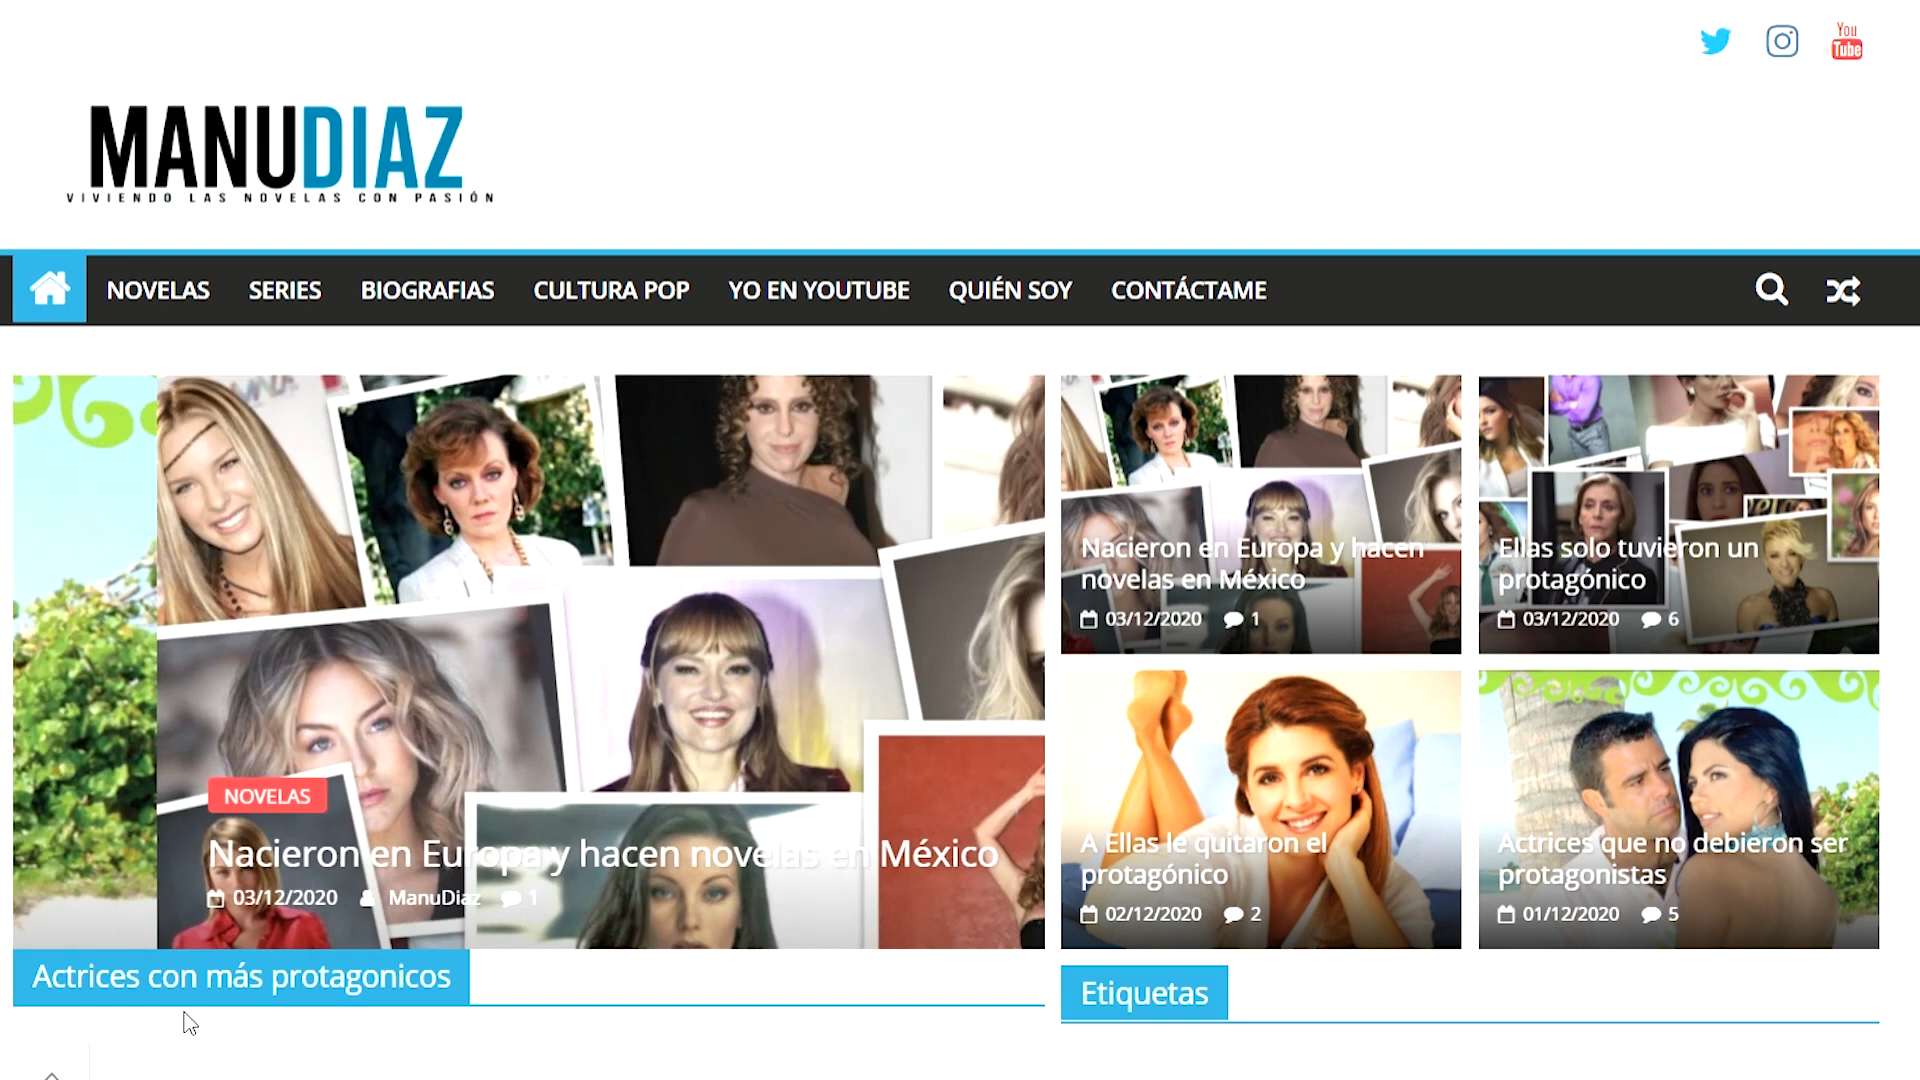 You
Tube
MANUDIAZ
VIVIENDO LAS NOVELAS CON PASIÓN
NOVELAS SERIES BIOGRAFIAS CULTURA POP YO EN YOUTUBE QUIÉN SOY CONTÁCTAME
NOVELAS
Nacieron en Europa y hacen novelas en México
03/12/2020 ManuDiaz 1
Nacieron en Europa y hacen
novelas en México
03/12/2020 1
Ellas solo tuvieron un
protagónico
03/12/2020 6
A Ellas le quitaron el
protagónico
02/12/2020 2
Actrices que no debieron ser
protagonistas
01/12/2020 5
Actrices con más protagonicos
Etiquetas